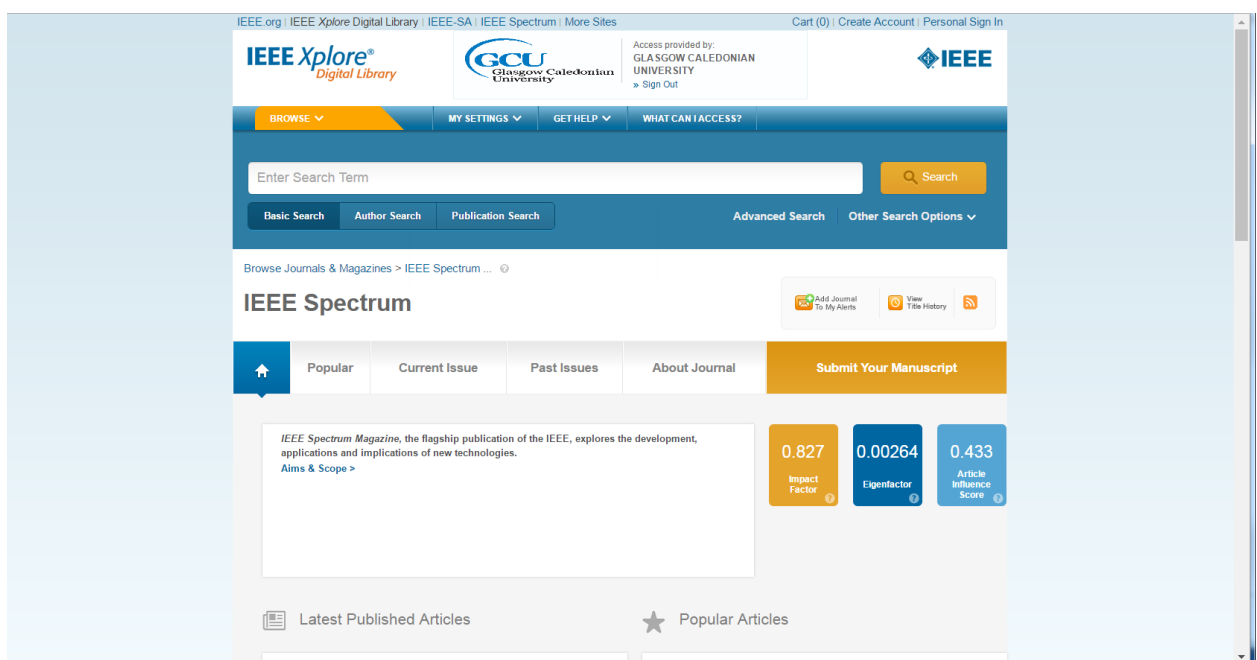 IEEE.org | IEEE Xplore Digital Library | IEEE-SA | IEEE Spectrum | More Sites
Cart (0) | Create Account | Personal Sign In
IEEE Xplore®
Digital Library
GCU
Glasgow Caledonian
University
Access provided by:
GLASGOW CALEDONIAN
UNIVERSITY
» Sign Out
IEEE
BROWSE
MY SETTINGS
GET HELP
WHAT CAN I ACCESS?
Enter Search Term
Search
Basic Search
Author Search
Publication Search
Advanced Search
Other Search Options
Browse Journals & Magazines > IEEE Spectrum ... ?
IEEE Spectrum
Add Journal
To My Alerts
View
Title History
Popular
Current Issue
Past Issues
About Journal
Submit Your Manuscript
IEEE Spectrum Magazine, the flagship publication of the IEEE, explores the development,
applications and implications of new technologies.
Aims & Scope >
0.827
Impact
Factor
?
0.00264
Eigenfactor
?
0.433
Article
Influence
Score
?
Latest Published Articles
Popular Articles